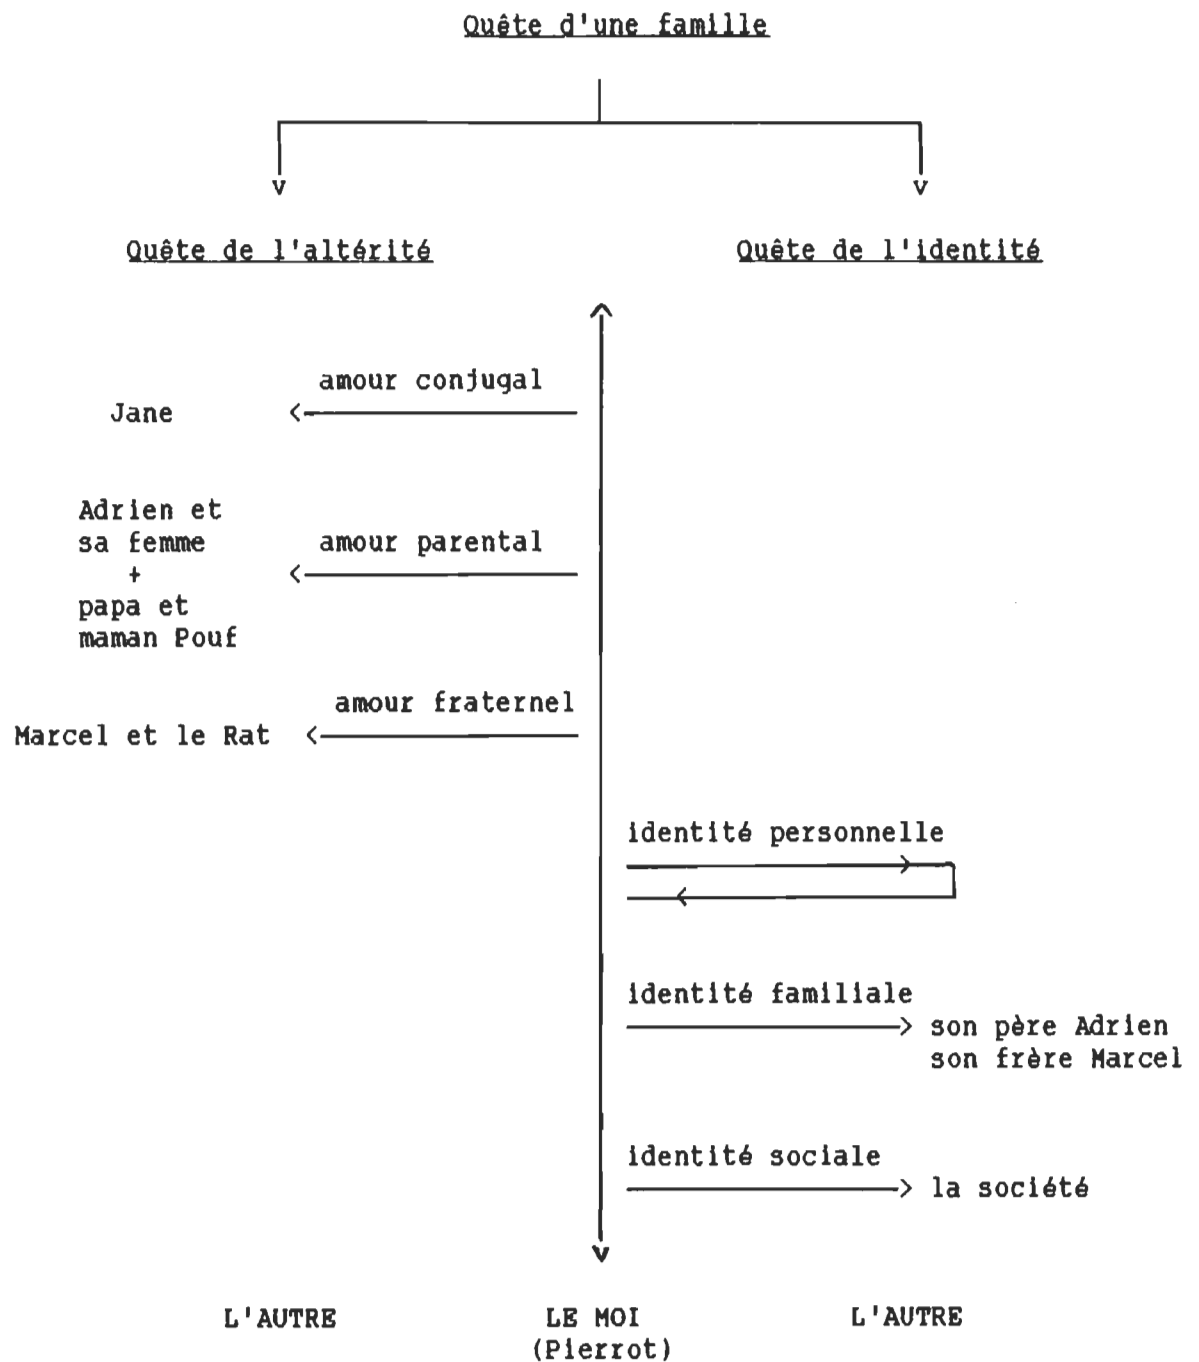 Quête d'une famille
Quête de l'altérité
Quête de l'identité
amour conjugal
Jane
Adrien et
sa femme
+
papa et
maman Pouf
amour parental
amour fraternel
Marcel et le Rat
identité personnelle
identité familiale
son père Adrien
son frère Marcel
identité sociale
la société
L'AUTRE
LE MOI
(Pierrot)
L'AUTRE